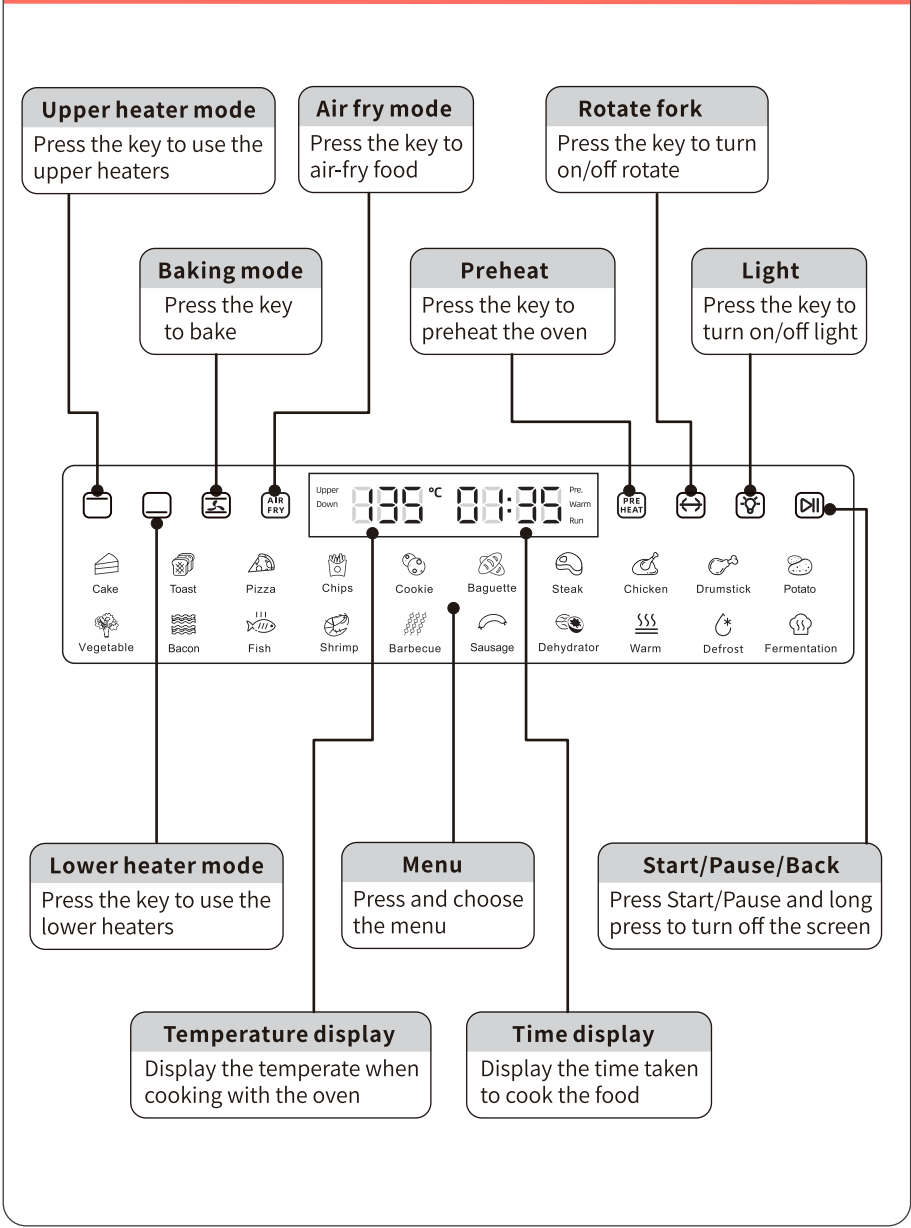 Upper heater mode
Press the key to use the
upper heaters
Air fry mode
Press the key to
air-fry food
Rotate fork
Press the key to turn
on/off rotate
Baking mode
Press the key
to bake
Preheat
Press the key to
preheat the oven
Light
Press the key to
turn on/off light
AIR
FRY
Upper
Down
135 °C 01:35
Pre.
Warm
Run
PRE
HEAT
Cake Toast Pizza Chips Cookie Baguette Steak Chicken Drumstick Potato
Vegetable Bacon Fish Shrimp Barbecue Sausage Dehydrator Warm Defrost Fermentation
Lower heater mode
Press the key to use the
lower heaters
Menu
Press and choose
the menu
Start/Pause/Back
Press Start/Pause and long
press to turn off the screen
Temperature display
Display the temperate when
cooking with the oven
Time display
Display the time taken
to cook the food